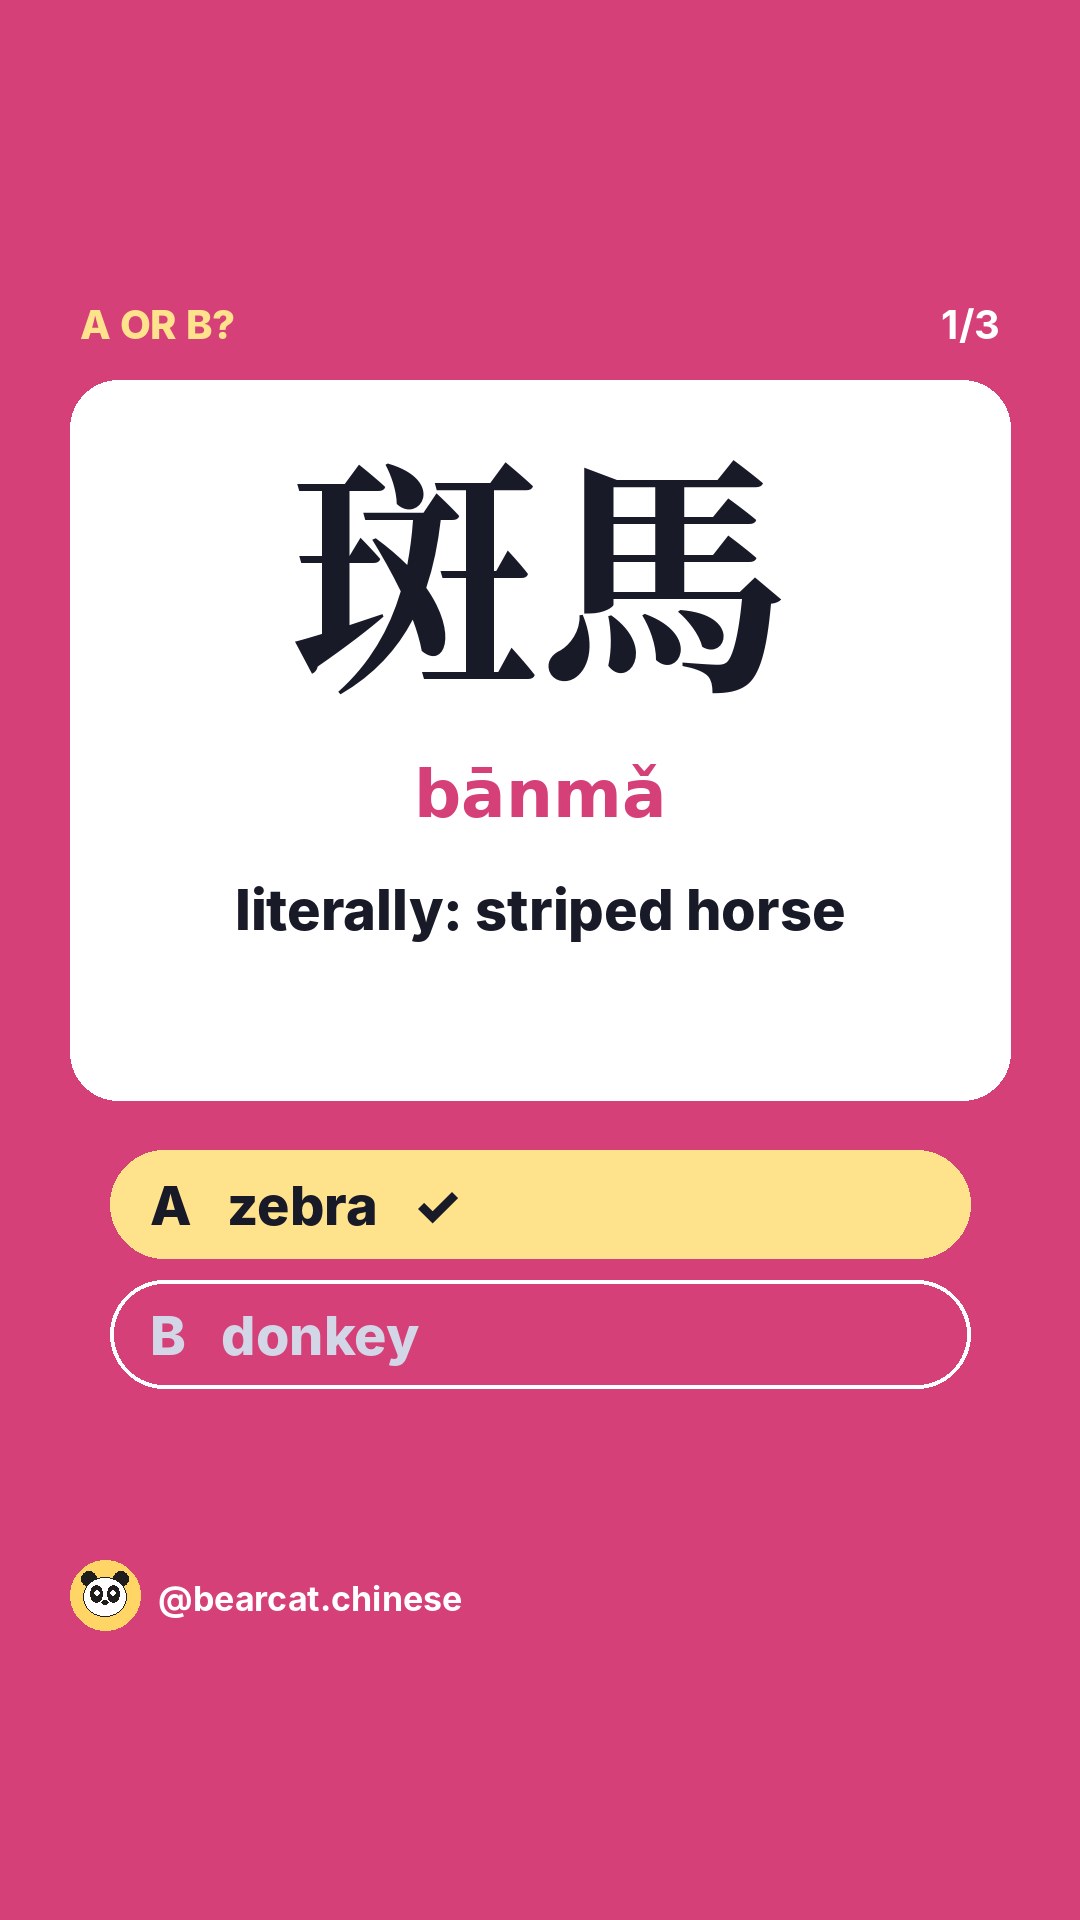 A OR B?
1/3
斑馬
bānmǎ
literally: striped horse
A zebra ✓
B donkey
@bearcat.chinese